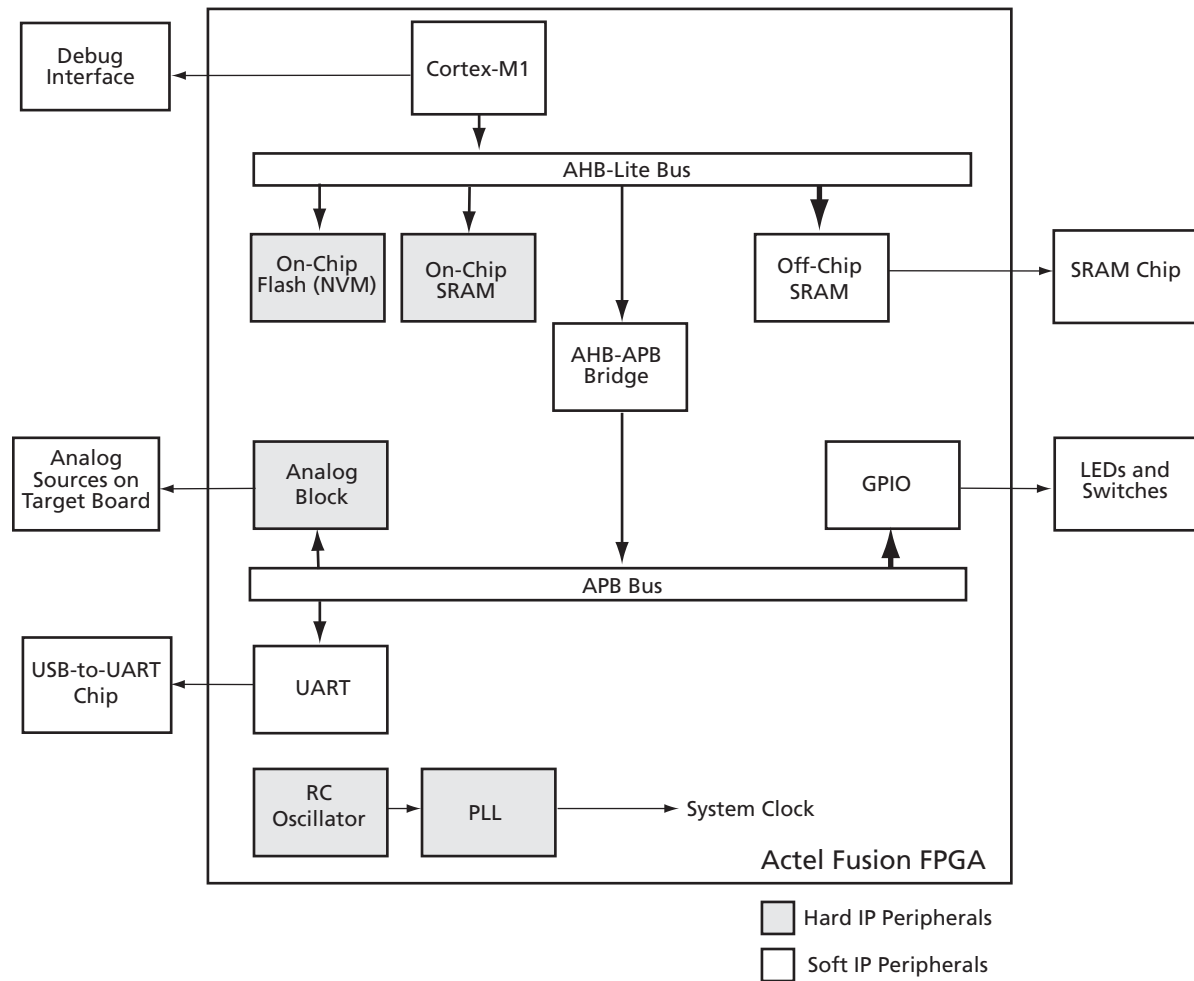 Debug
Interface
Cortex-M1
AHB-Lite Bus
On-Chip
Flash (NVM)
On-Chip
SRAM
Off-Chip
SRAM
SRAM Chip
AHB-APB
Bridge
Analog
Sources on
Target Board
Analog
Block
GPIO
LEDs and
Switches
APB Bus
USB-to-UART
Chip
UART
RC
Oscillator
PLL
System Clock
Actel Fusion FPGA
Hard IP Peripherals
Soft IP Peripherals